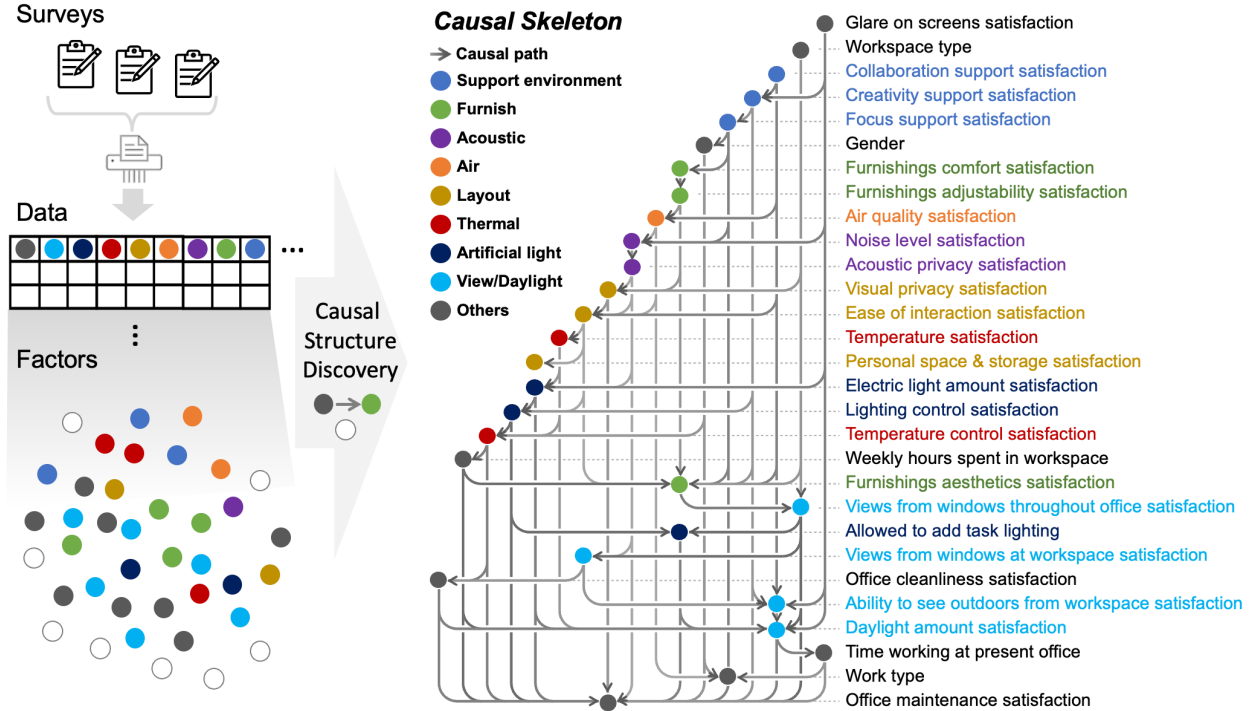 Surveys
Data
...
Factors
Causal
Structure
Discovery
Causal Skeleton
Causal path
Support environment
Furnish
Acoustic
Air
Layout
Thermal
Artificial light
View/Daylight
Others
Glare on screens satisfaction
Workspace type
Collaboration support satisfaction
Creativity support satisfaction
Focus support satisfaction
Gender
Furnishings comfort satisfaction
Furnishings adjustability satisfaction
Air quality satisfaction
Noise level satisfaction
Acoustic privacy satisfaction
Visual privacy satisfaction
Ease of interaction satisfaction
Temperature satisfaction
Personal space & storage satisfaction
Electric light amount satisfaction
Lighting control satisfaction
Temperature control satisfaction
Weekly hours spent in workspace
Furnishings aesthetics satisfaction
Views from windows throughout office satisfaction
Allowed to add task lighting
Views from windows at workspace satisfaction
Office cleanliness satisfaction
Ability to see outdoors from workspace satisfaction
Daylight amount satisfaction
Time working at present office
Work type
Office maintenance satisfaction